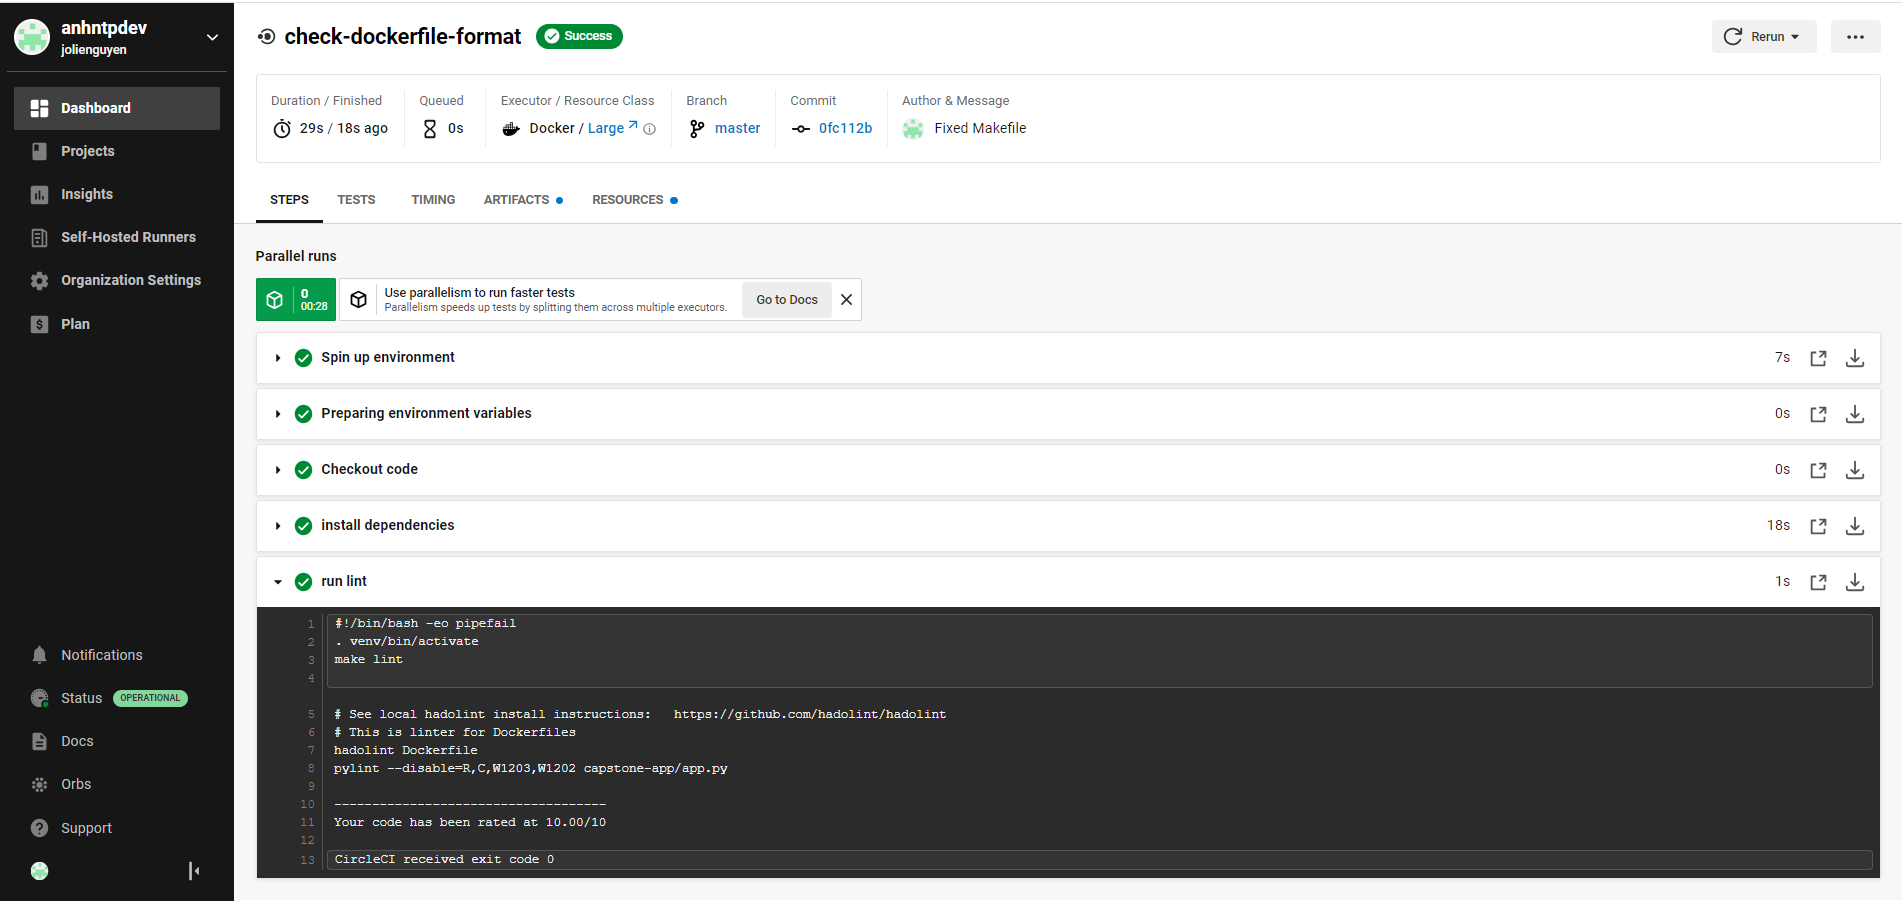 anhntpdev
jolienguyen
Dashboard
Projects
Insights
Self-Hosted Runners
Organization Settings
Plan
Notifications
Status OPERATIONAL
Docs
Orbs
Support
check-dockerfile-format Success
Rerun
Duration / Finished Queued Executor / Resource Class Branch Commit Author & Message
29s / 18s ago 0s Docker / Large master 0fc112b Fixed Makefile
STEPS TESTS TIMING ARTIFACTS RESOURCES
Parallel runs
0
00:28
Use parallelism to run faster tests
Parallelism speeds up tests by splitting them across multiple executors.
Go to Docs
Spin up environment 7s
Preparing environment variables 0s
Checkout code 0s
install dependencies 18s
run lint 1s
1 #!/bin/bash -eo pipefail
2 . venv/bin/activate
3 make lint
4
5 # See local hadolint install instructions:   https://github.com/hadolint/hadolint
6 # This is linter for Dockerfiles
7 hadolint Dockerfile
8 pylint --disable=R,C,W1203,W1202 capstone-app/app.py
9
10 ------------------------------------
11 Your code has been rated at 10.00/10
12
13 CircleCI received exit code 0